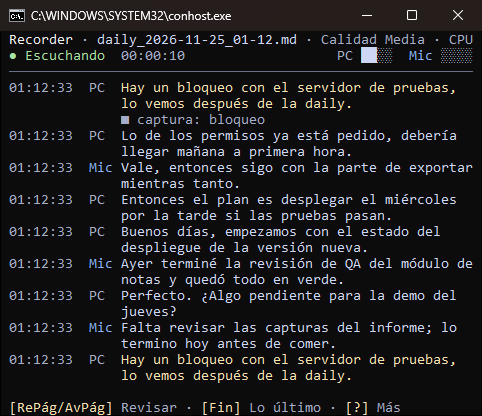 C:\WINDOWS\SYSTEM32\conhost.exe
Recorder · daily_2026-11-25_01-12.md · Calidad Media · CPU
● Escuchando 00:00:10 PC Mic
01:12:33 PC Hay un bloqueo con el servidor de pruebas,
lo vemos después de la daily.
■ captura: bloqueo
01:12:33 PC Lo de los permisos ya está pedido, debería
llegar mañana a primera hora.
01:12:33 Mic Vale, entonces sigo con la parte de exportar
mientras tanto.
01:12:33 PC Entonces el plan es desplegar el miércoles
por la tarde si las pruebas pasan.
01:12:33 PC Buenos días, empezamos con el estado del
despliegue de la versión nueva.
01:12:33 Mic Ayer terminé la revisión de QA del módulo de
notas y quedó todo en verde.
01:12:33 PC Perfecto. ¿Algo pendiente para la demo del
jueves?
01:12:33 Mic Falta revisar las capturas del informe; lo
termino hoy antes de comer.
01:12:33 PC Hay un bloqueo con el servidor de pruebas,
lo vemos después de la daily.
[RePág/AvPág] Revisar · [Fin] Lo último · [?] Más